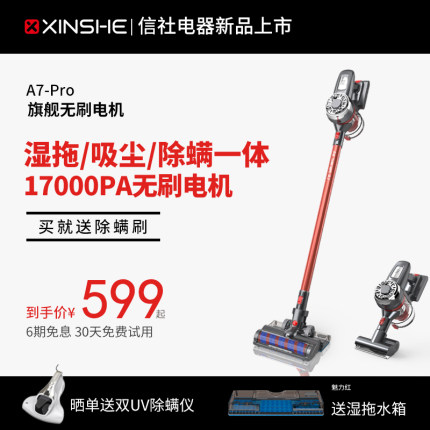 XINSHE|信社电器新品上市
A7-Pro
旗舰无刷电机
湿拖/吸尘/除螨一体
17000PA无刷电机
买就送除螨刷
到手价¥599起
6期免息 30天免费试用
晒单送双UV除螨仪
魅力红
送湿拖水箱